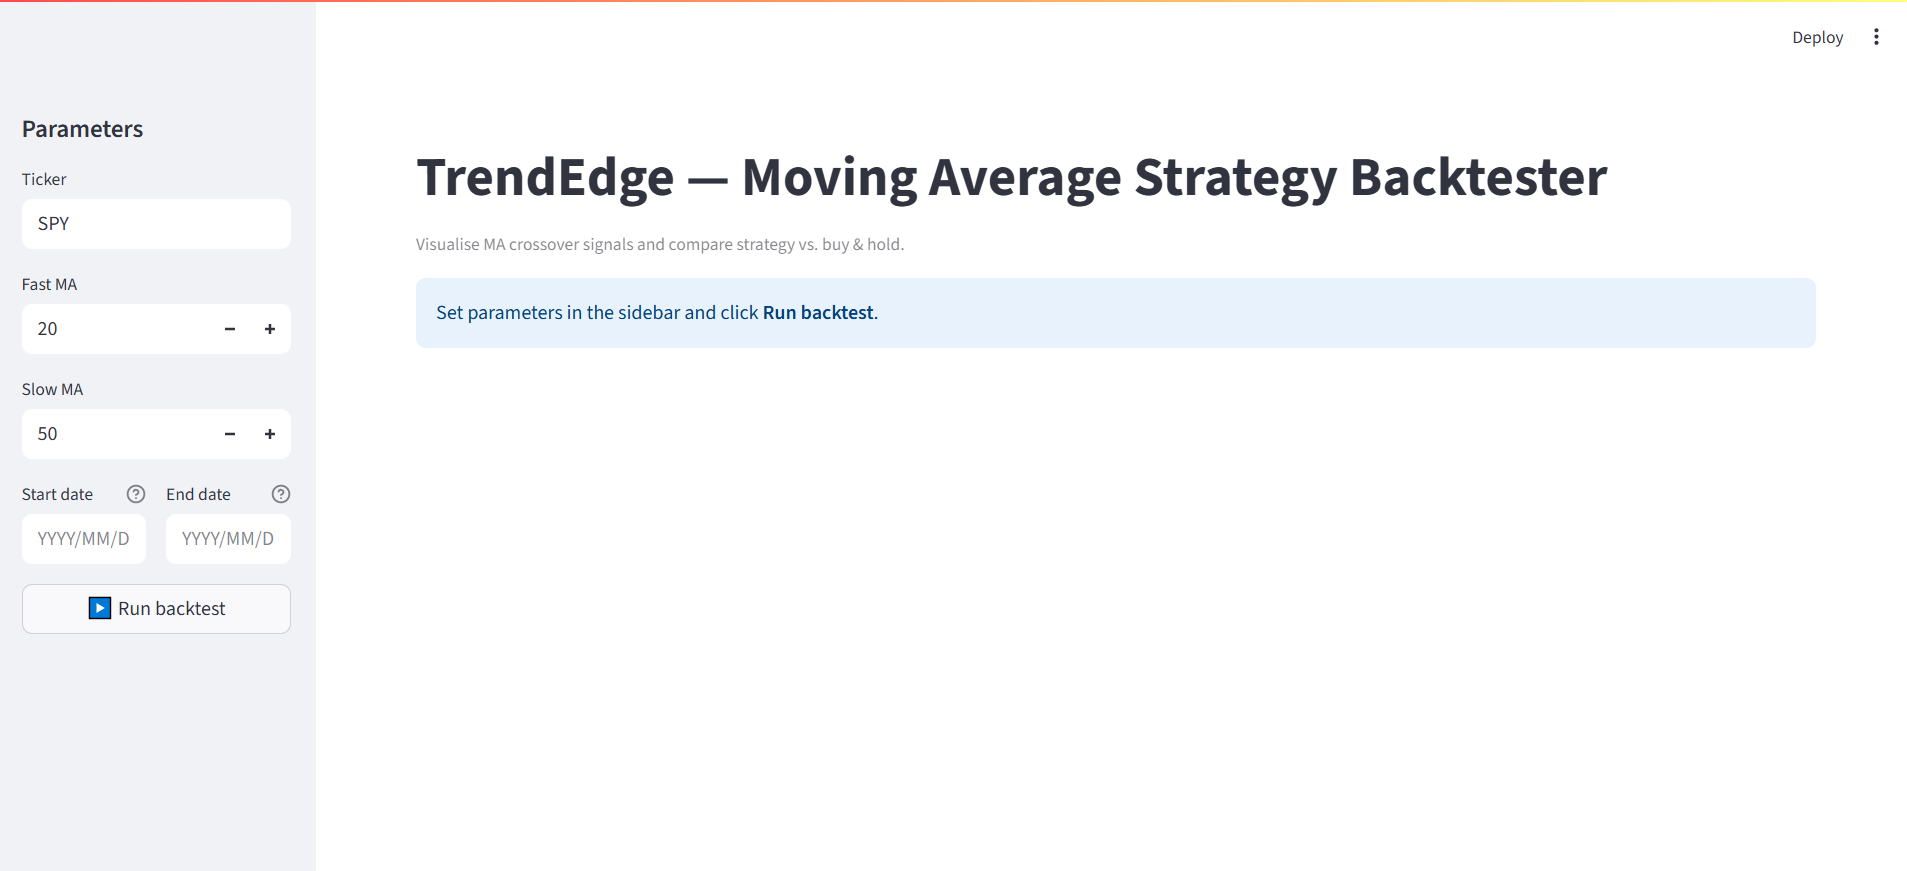 Deploy
Parameters
Ticker
SPY
Fast MA
20
Slow MA
50
Start date
End date
YYYY/MM/D
YYYY/MM/D
Run backtest
TrendEdge — Moving Average Strategy Backtester
Visualise MA crossover signals and compare strategy vs. buy & hold.
Set parameters in the sidebar and click Run backtest.